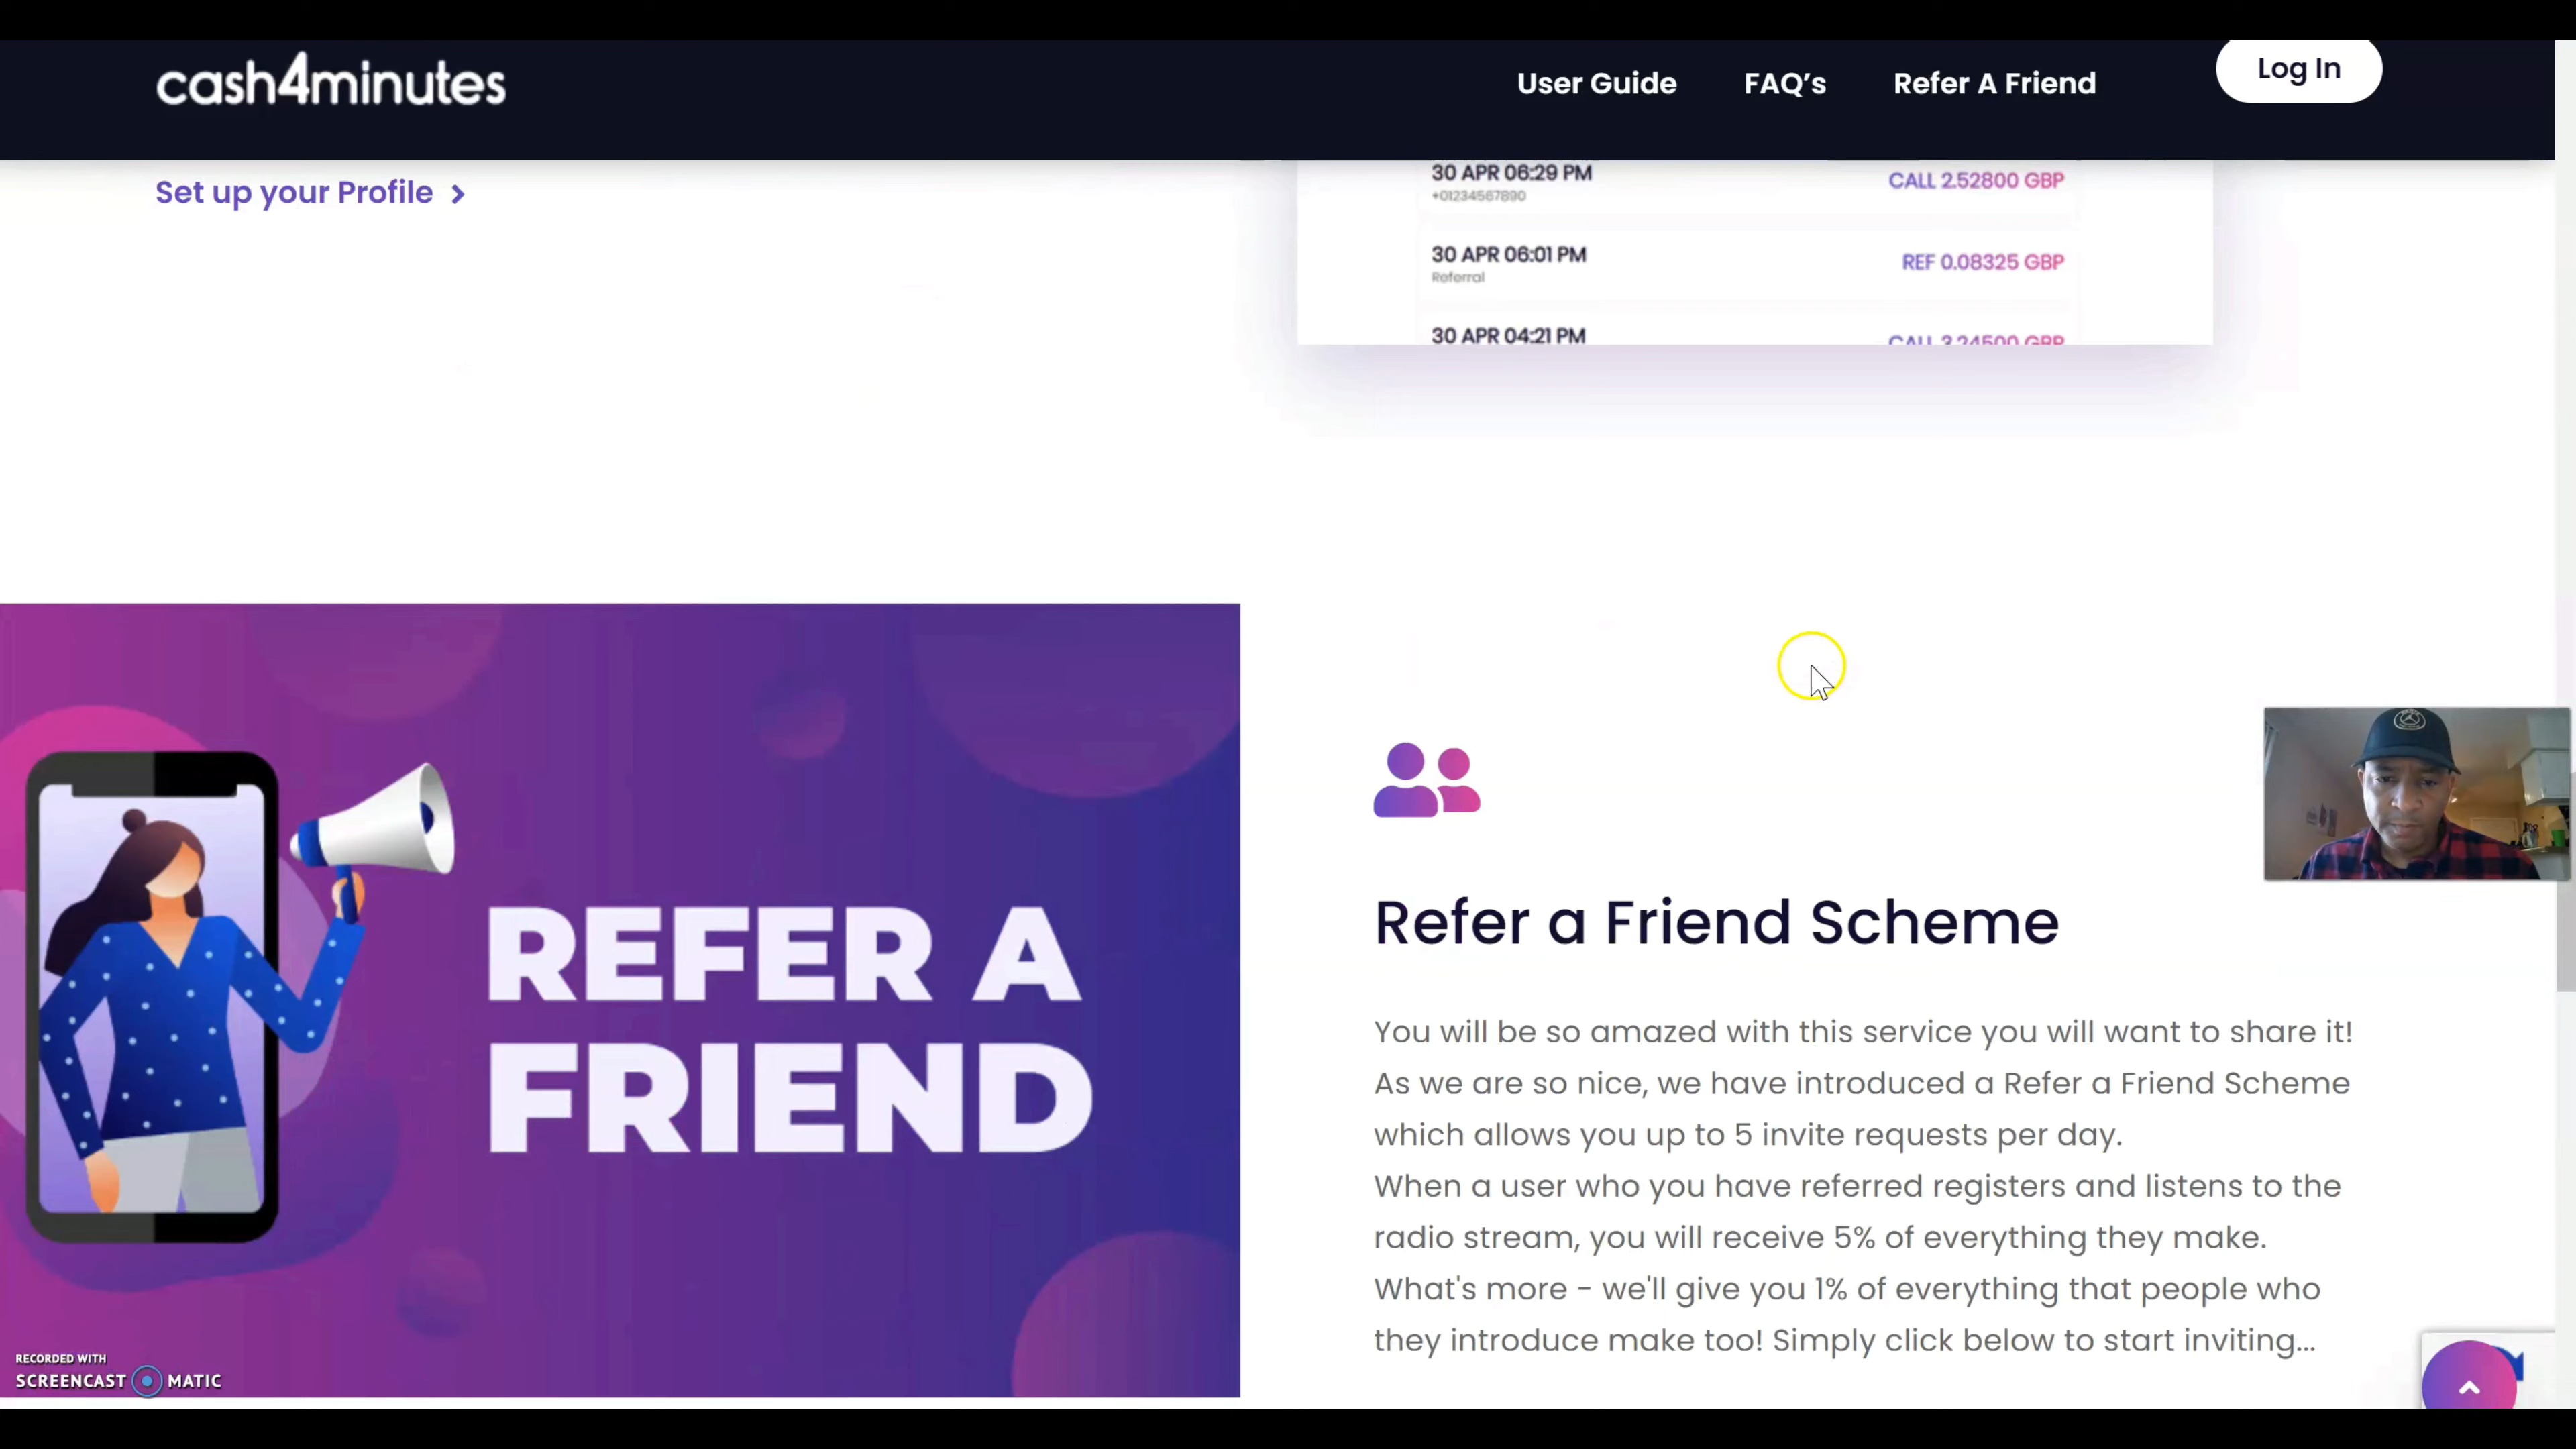 cash4minutes
User Guide
FAQ's
Refer A Friend
Log In
Set up your Profile
30 APR 06:29 PM
CALL 2.52800 GBP
+01234567890
30 APR 06:01 PM
REF 0.08325 GBP
Referral
30 APR 04:21 PM
CALL 3.24500 GBP
REFER A
FRIEND
Refer a Friend Scheme
You will be so amazed with this service you will want to share it!
As we are so nice, we have introduced a Refer a Friend Scheme
which allows you up to 5 invite requests per day.
When a user who you have referred registers and listens to the
radio stream, you will receive 5% of everything they make.
What's more - we'll give you 1% of everything that people who
they introduce make too! Simply click below to start inviting...
RECORDED WITH
SCREENCAST MATIC